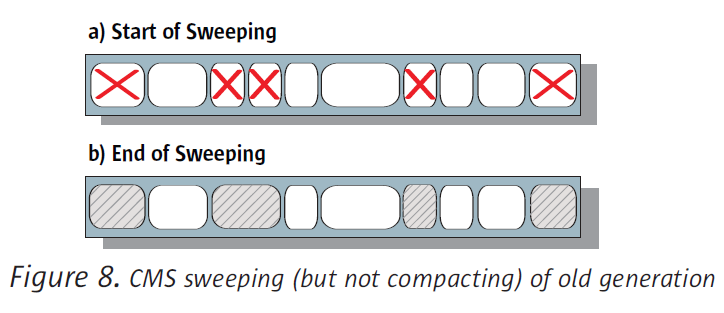 a) Start of Sweeping
b) End of Sweeping
Figure 8. CMS sweeping (but not compacting) of old generation